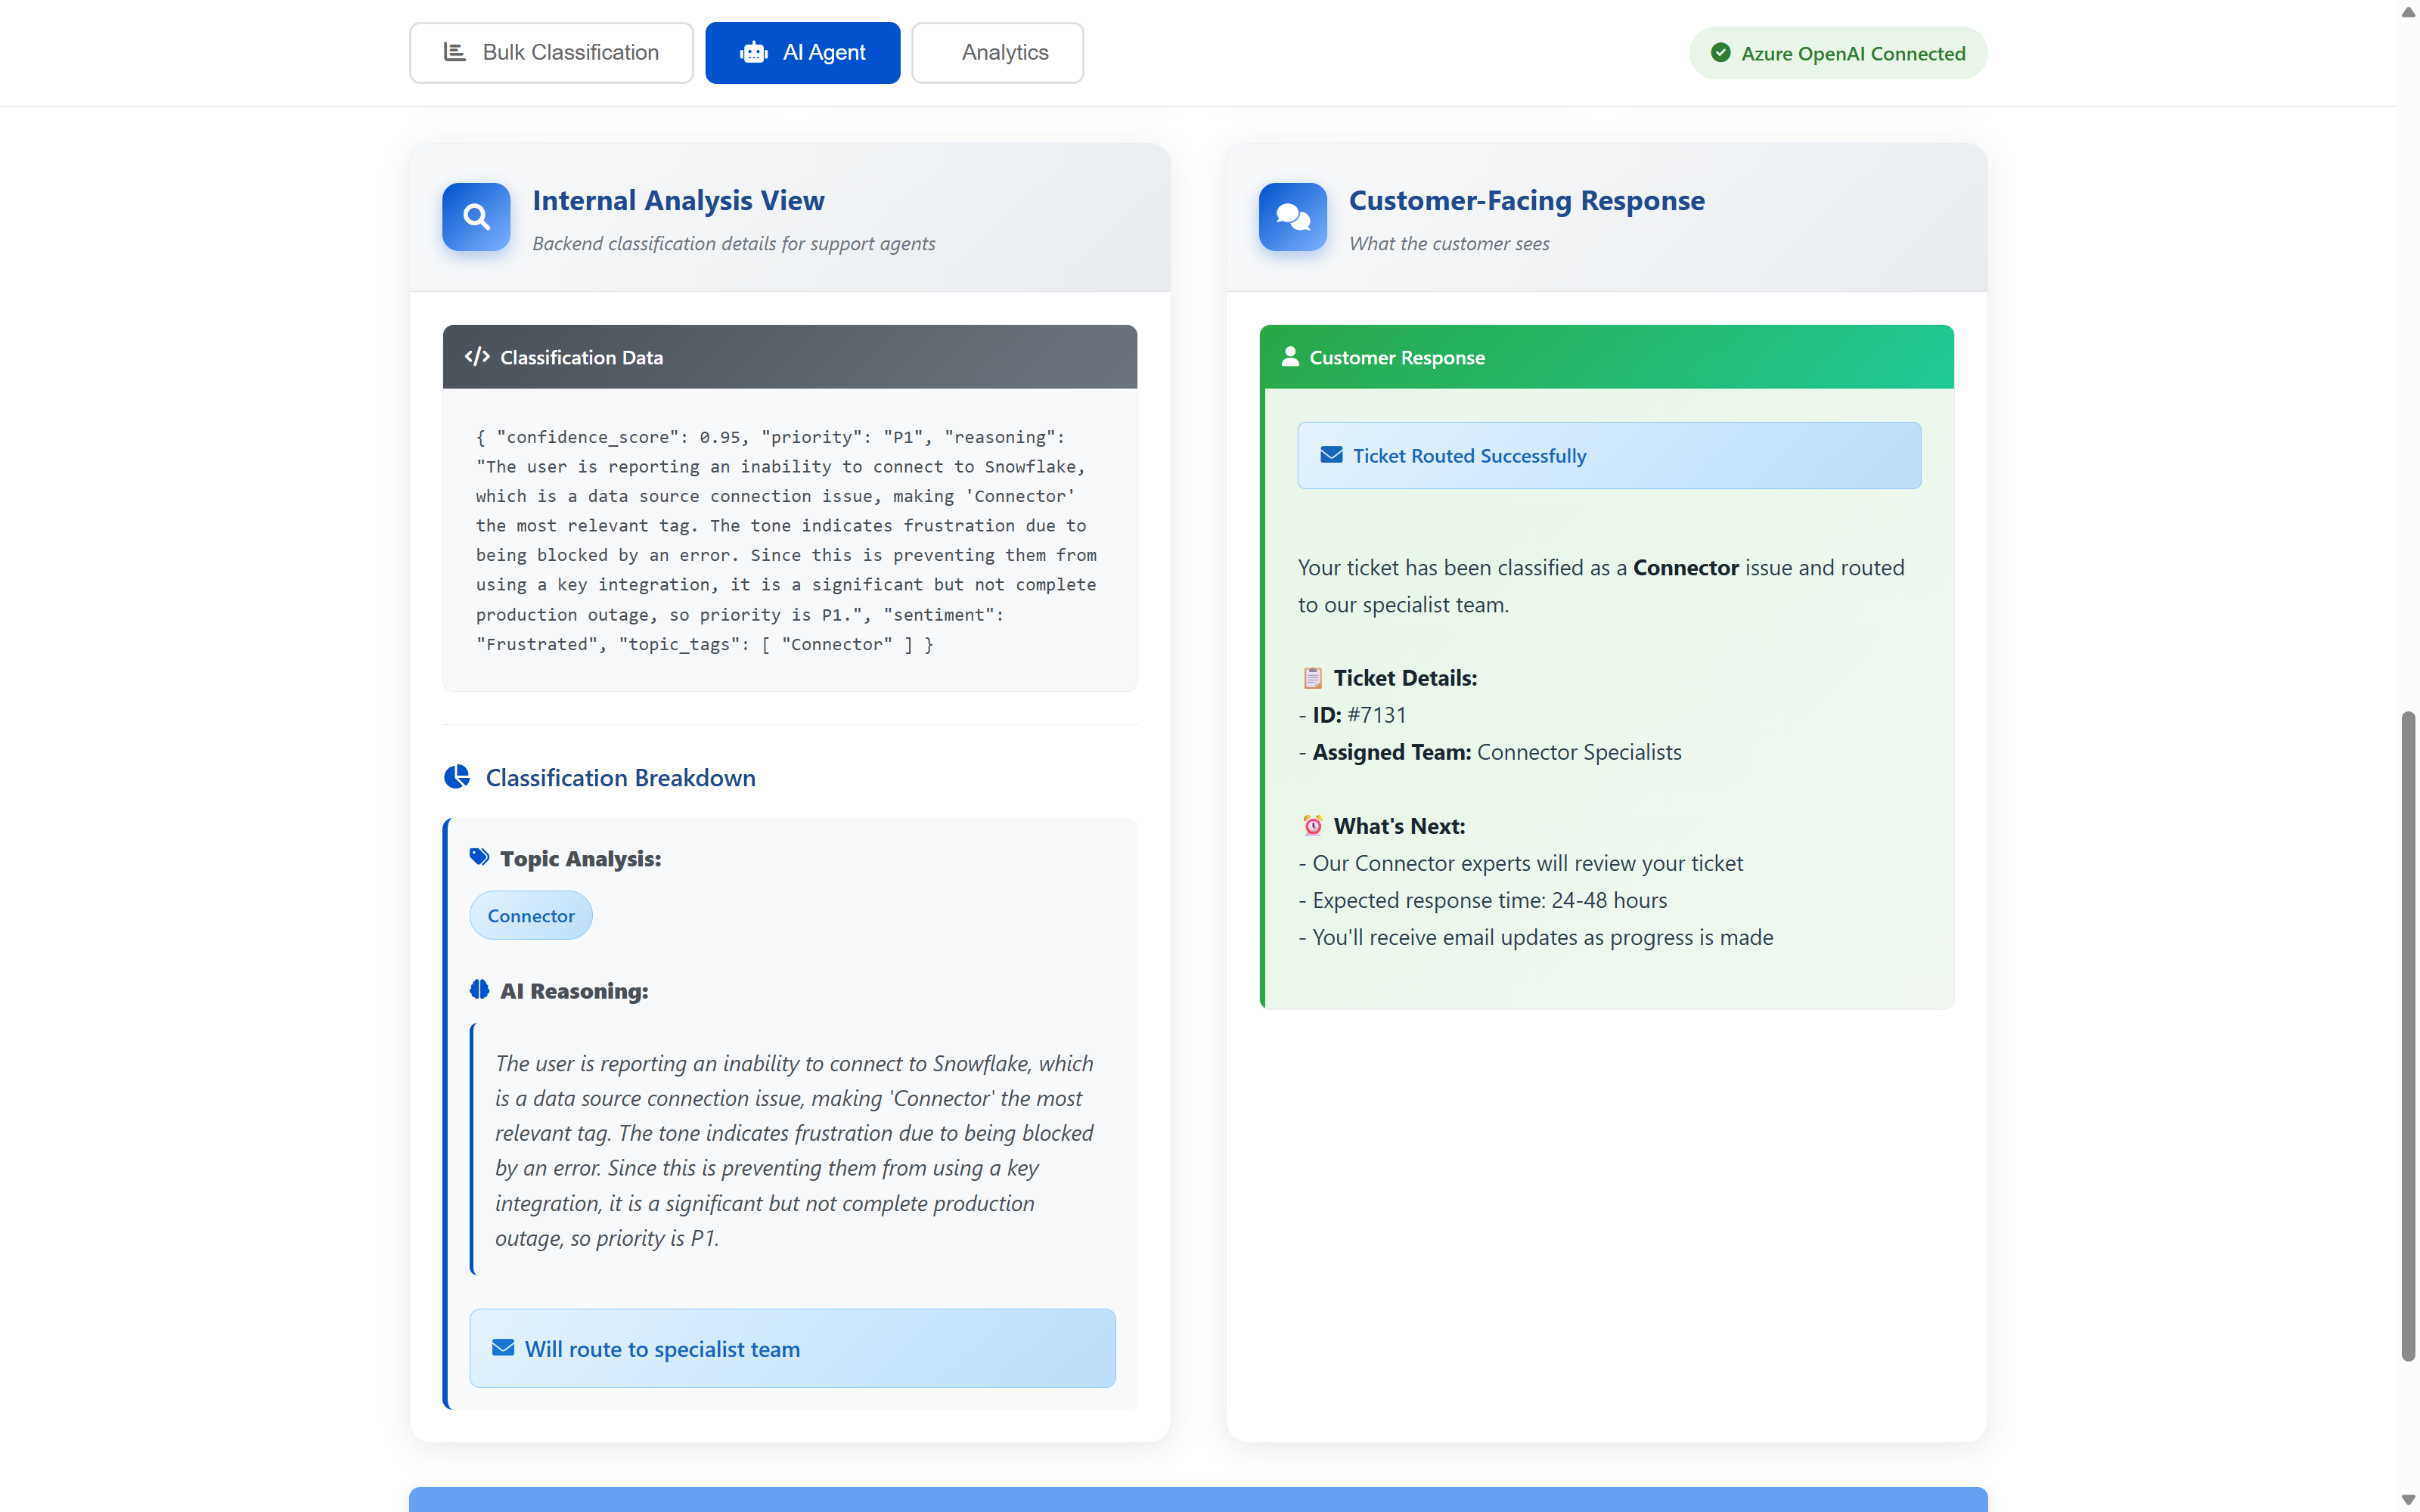 Bulk Classification
AI Agent
Analytics
Azure OpenAI Connected
Internal Analysis View
Backend classification details for support agents
Classification Data
{ "confidence_score": 0.95, "priority": "P1", "reasoning":
"The user is reporting an inability to connect to Snowflake,
which is a data source connection issue, making 'Connector'
the most relevant tag. The tone indicates frustration due to
being blocked by an error. Since this is preventing them from
using a key integration, it is a significant but not complete
production outage, so priority is P1.", "sentiment":
"Frustrated", "topic_tags": [ "Connector" ] }
Classification Breakdown
Topic Analysis:
Connector
AI Reasoning:
The user is reporting an inability to connect to Snowflake, which
is a data source connection issue, making 'Connector' the most
relevant tag. The tone indicates frustration due to being blocked
by an error. Since this is preventing them from using a key
integration, it is a significant but not complete production
outage, so priority is P1.
Will route to specialist team
Customer-Facing Response
What the customer sees
Customer Response
Ticket Routed Successfully
Your ticket has been classified as a Connector issue and routed
to our specialist team.
📋 Ticket Details:
- ID: #7131
- Assigned Team: Connector Specialists
⏰ What's Next:
- Our Connector experts will review your ticket
- Expected response time: 24-48 hours
- You'll receive email updates as progress is made